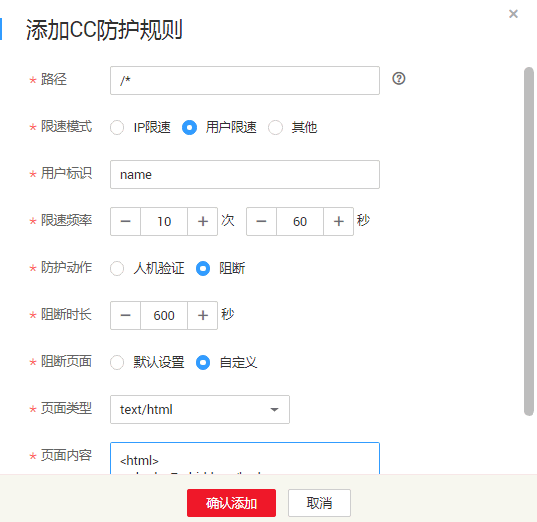 添加CC防护规则
* 路径 /*
* 限速模式 IP限速 用户限速 其他
* 用户标识 name
* 限速频率 − 10 + 次 − 60 + 秒
* 防护动作 人机验证 阻断
* 阻断时长 − 600 + 秒
* 阻断页面 默认设置 自定义
* 页面类型 text/html
* 页面内容 <html>
确认添加 取消